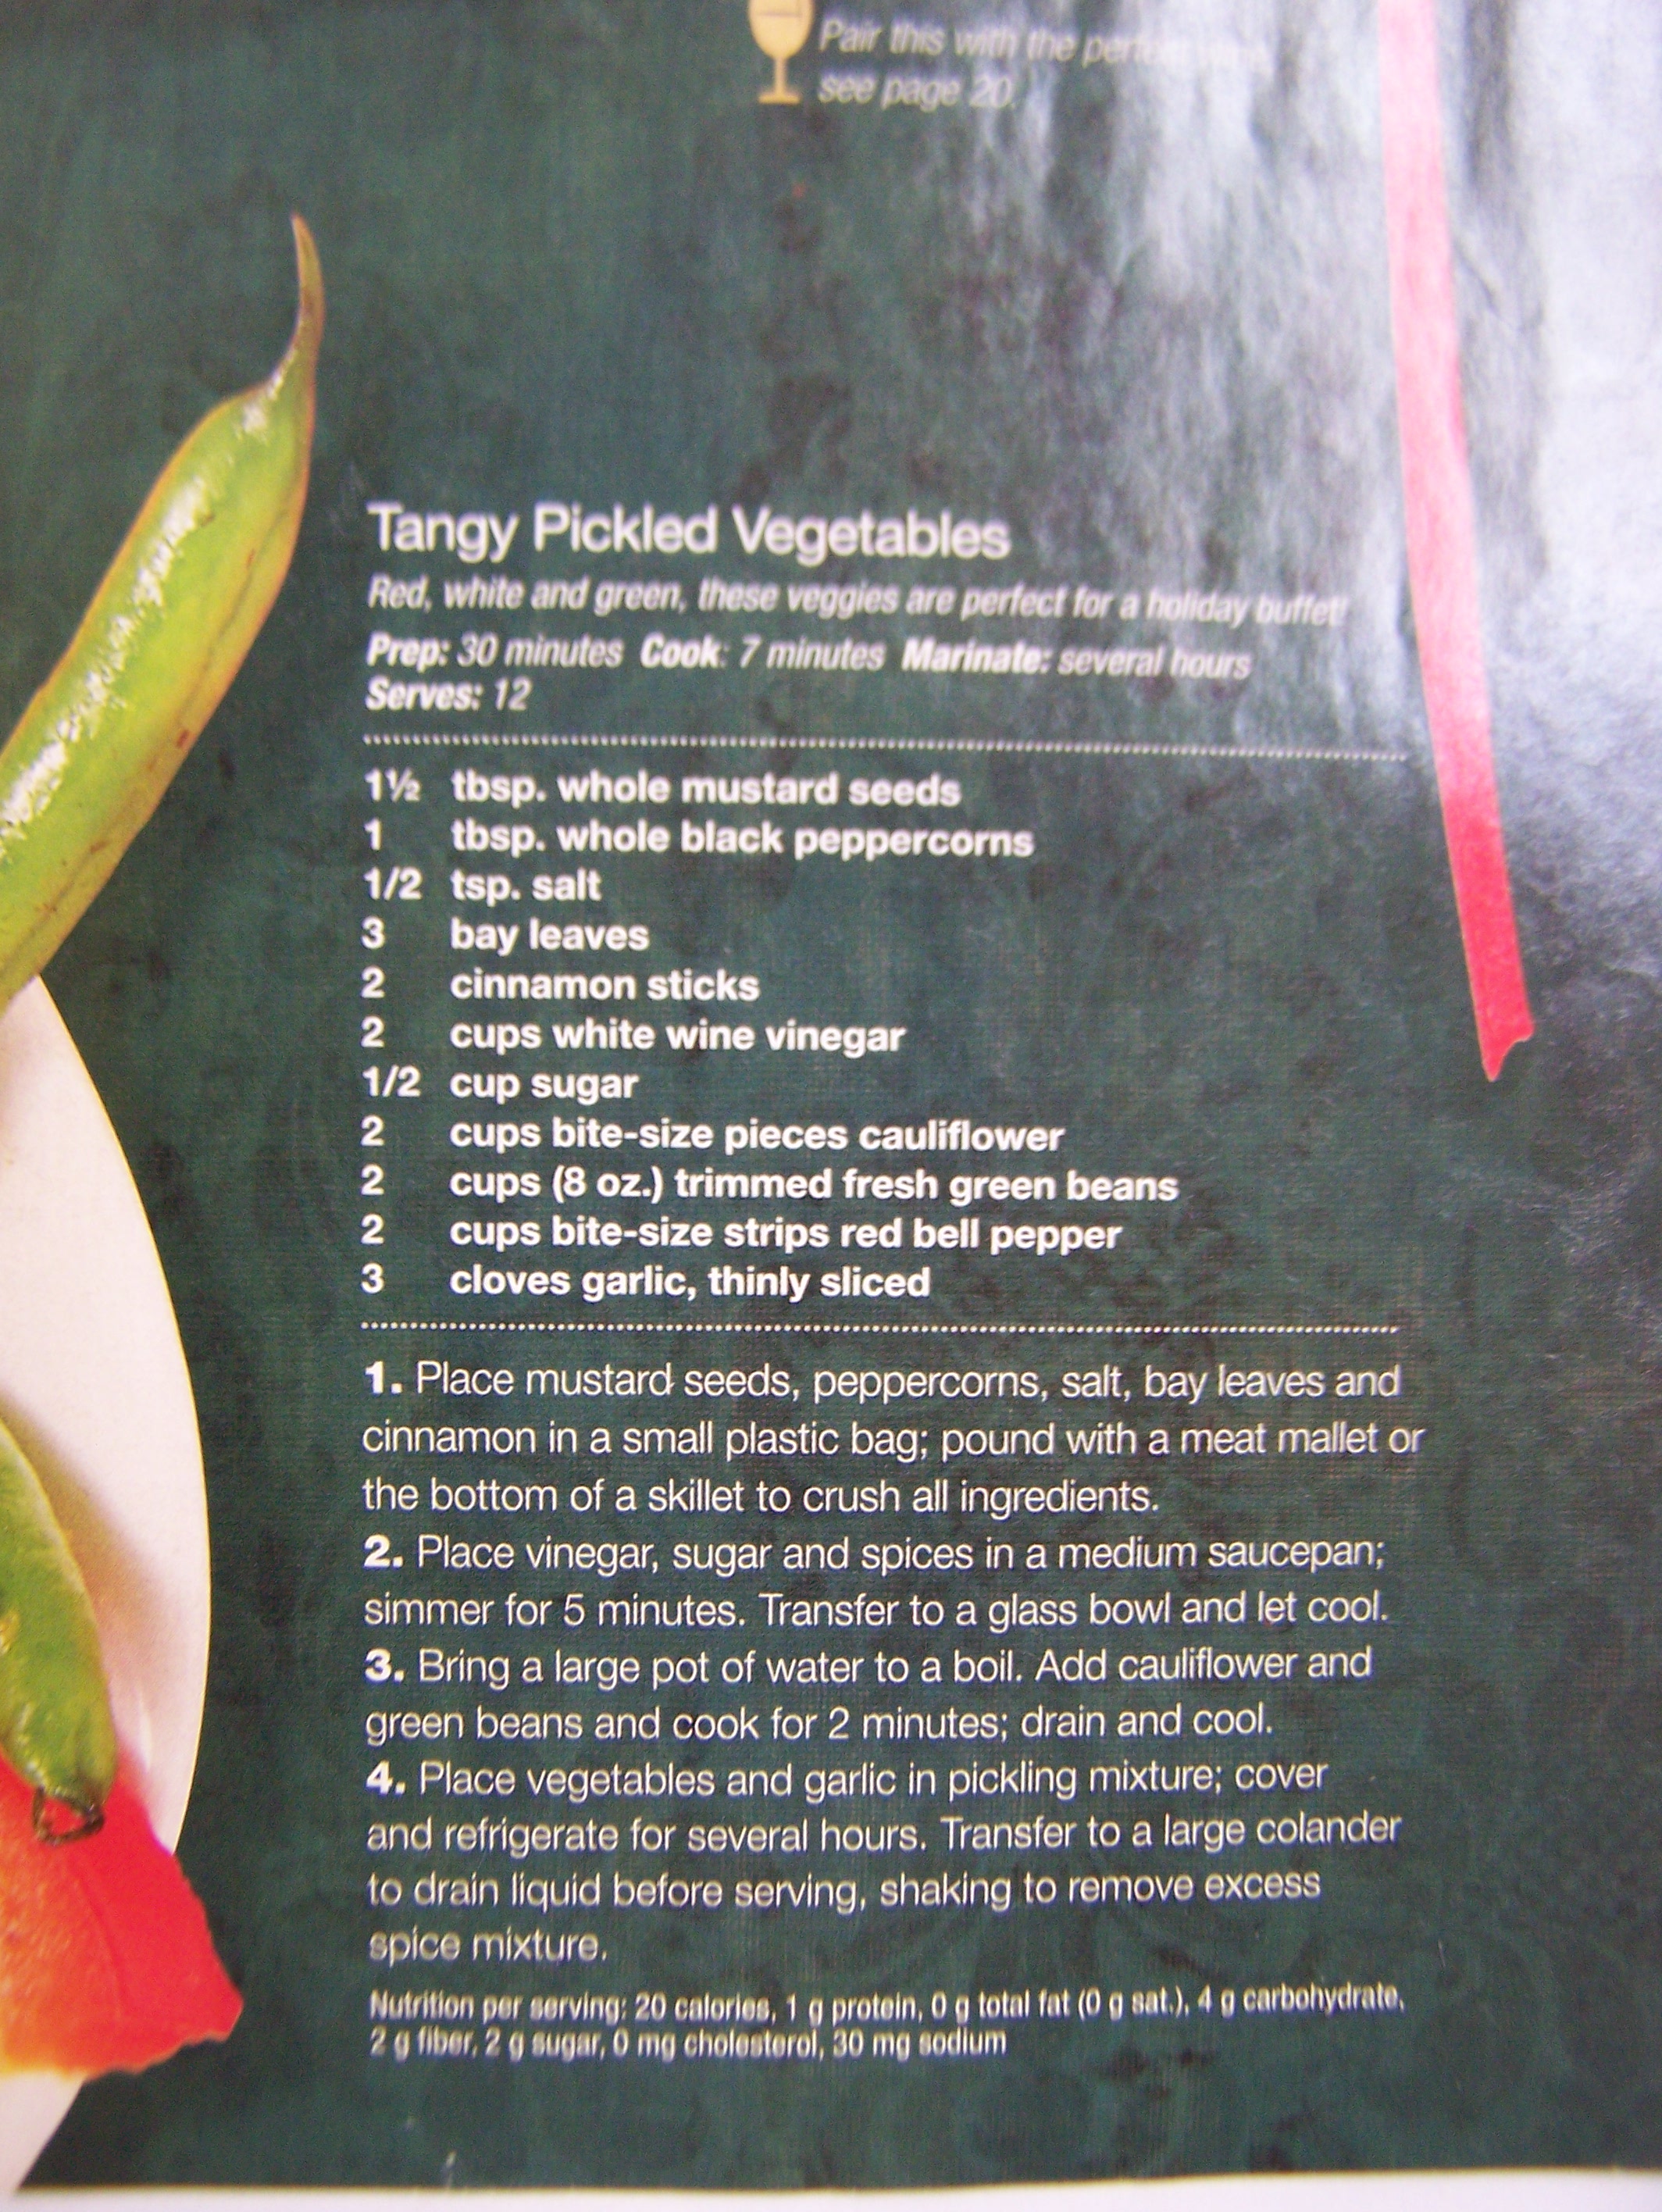 Pair this with the perfect
see page 20.
Tangy Pickled Vegetables
Red, white and green, these veggies are perfect for a holiday buffet!
Prep: 30 minutes Cook: 7 minutes Marinate: several hours
Serves: 12
1½ tbsp. whole mustard seeds
1 tbsp. whole black peppercorns
1/2 tsp. salt
3 bay leaves
2 cinnamon sticks
2 cups white wine vinegar
1/2 cup sugar
2 cups bite-size pieces cauliflower
2 cups (8 oz.) trimmed fresh green beans
2 cups bite-size strips red bell pepper
3 cloves garlic, thinly sliced
1. Place mustard seeds, peppercorns, salt, bay leaves and
cinnamon in a small plastic bag; pound with a meat mallet or
the bottom of a skillet to crush all ingredients.
2. Place vinegar, sugar and spices in a medium saucepan;
simmer for 5 minutes. Transfer to a glass bowl and let cool.
3. Bring a large pot of water to a boil. Add cauliflower and
green beans and cook for 2 minutes; drain and cool.
4. Place vegetables and garlic in pickling mixture; cover
and refrigerate for several hours. Transfer to a large colander
to drain liquid before serving, shaking to remove excess
spice mixture.
Nutrition per serving: 20 calories, 1 g protein, 0 g total fat (0 g sat.), 4 g carbohydrate,
2 g fiber, 2 g sugar, 0 mg cholesterol, 30 mg sodium